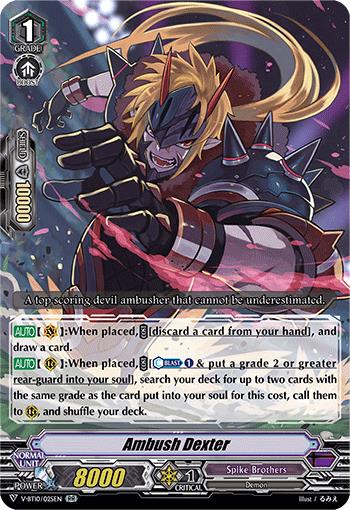 1
GRADE
BOOST
SHIELD 10000
A top scoring devil ambusher that cannot be underestimated.
AUTO[ ]:When placed, [discard a card from your hand], and
draw a card.
AUTO[ ]:When placed, [C BLAST 1 & put a grade 2 or greater
rear-guard into your soul], search your deck for up to two cards with
the same grade as the card put into your soul for this cost, call them
to , and shuffle your deck.
Ambush Dexter
NORMAL
UNIT
POWER
8000
1
CRITICAL
Spike Brothers
Demon
V-BT10/025EN RR
Illust / るみえ